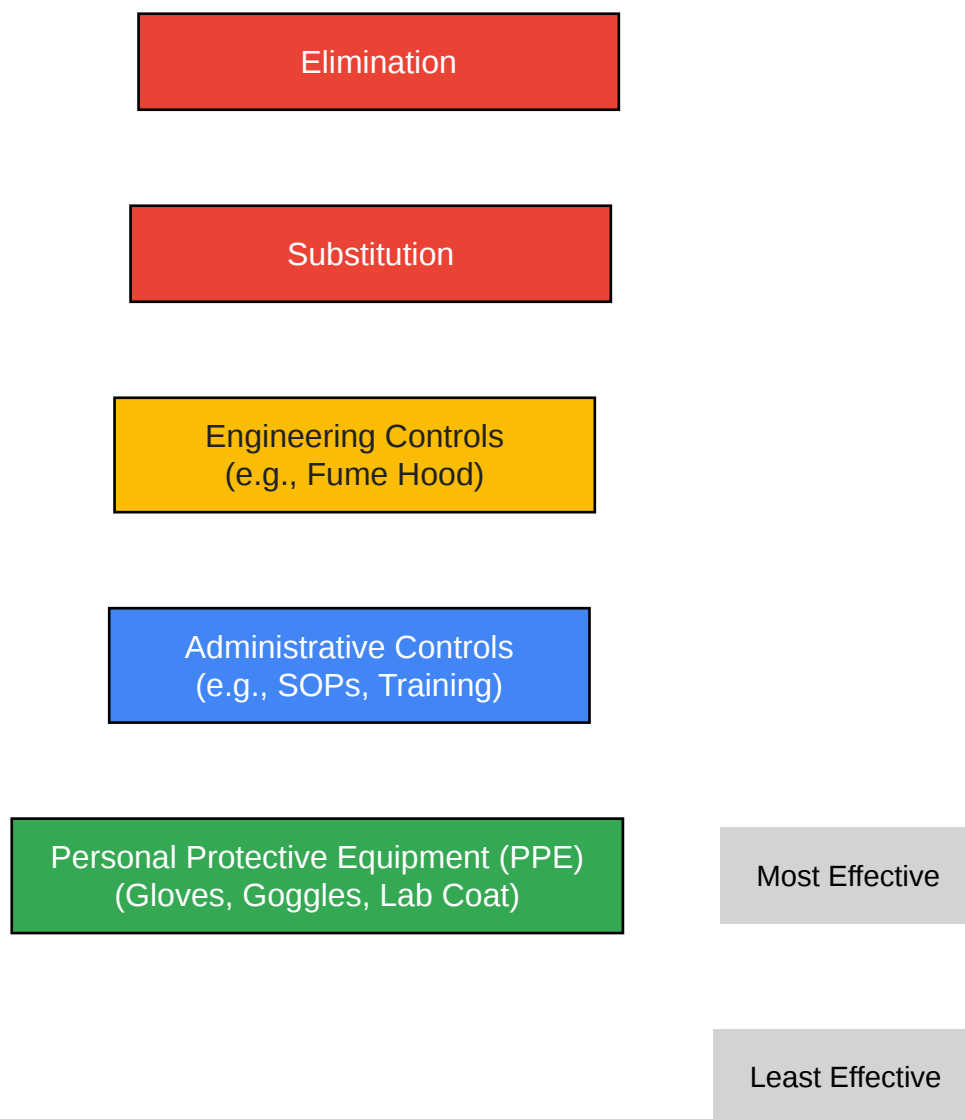 Elimination
Substitution
Engineering Controls
(e.g., Fume Hood)
Administrative Controls
(e.g., SOPs, Training)
Personal Protective Equipment (PPE)
(Gloves, Goggles, Lab Coat)
Most Effective
Least Effective